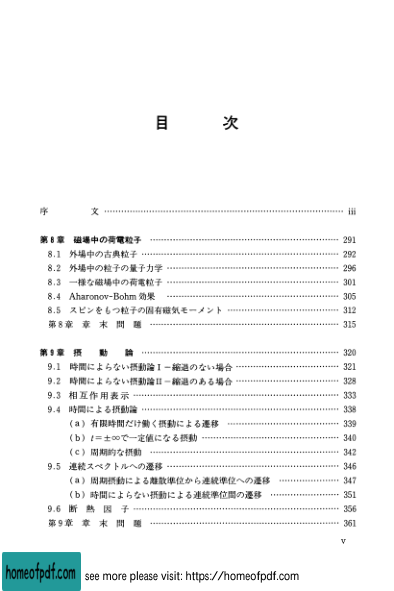 目 次
序 文 …… iii
第8章 磁場中の荷電粒子 …… 291
8.1 外場中の古典粒子 …… 292
8.2 外場中の粒子の量子力学 …… 296
8.3 一様な磁場中の荷電粒子 …… 301
8.4 Aharonov-Bohm 効果 …… 305
8.5 スピンをもつ粒子の固有磁気モーメント …… 312
第8章 章末問題 …… 315
第9章 摂動論 …… 320
9.1 時間によらない摂動論Ⅰ－縮退のない場合 …… 321
9.2 時間によらない摂動論Ⅱ－縮退のある場合 …… 328
9.3 相互作用表示 …… 333
9.4 時間による摂動論 …… 338
(a) 有限時間だけ働く摂動による遷移 …… 339
(b) t=±∞で一定値になる摂動 …… 340
(c) 周期的な摂動 …… 342
9.5 連続スペクトルへの遷移 …… 346
(a) 周期摂動による離散準位から連続準位への遷移 …… 347
(b) 時間によらない摂動による連続準位間の遷移 …… 351
9.6 断熱因子 …… 356
第9章 章末問題 …… 361
v
homeofpdf.com
see more please visit: https://homeofpdf.com